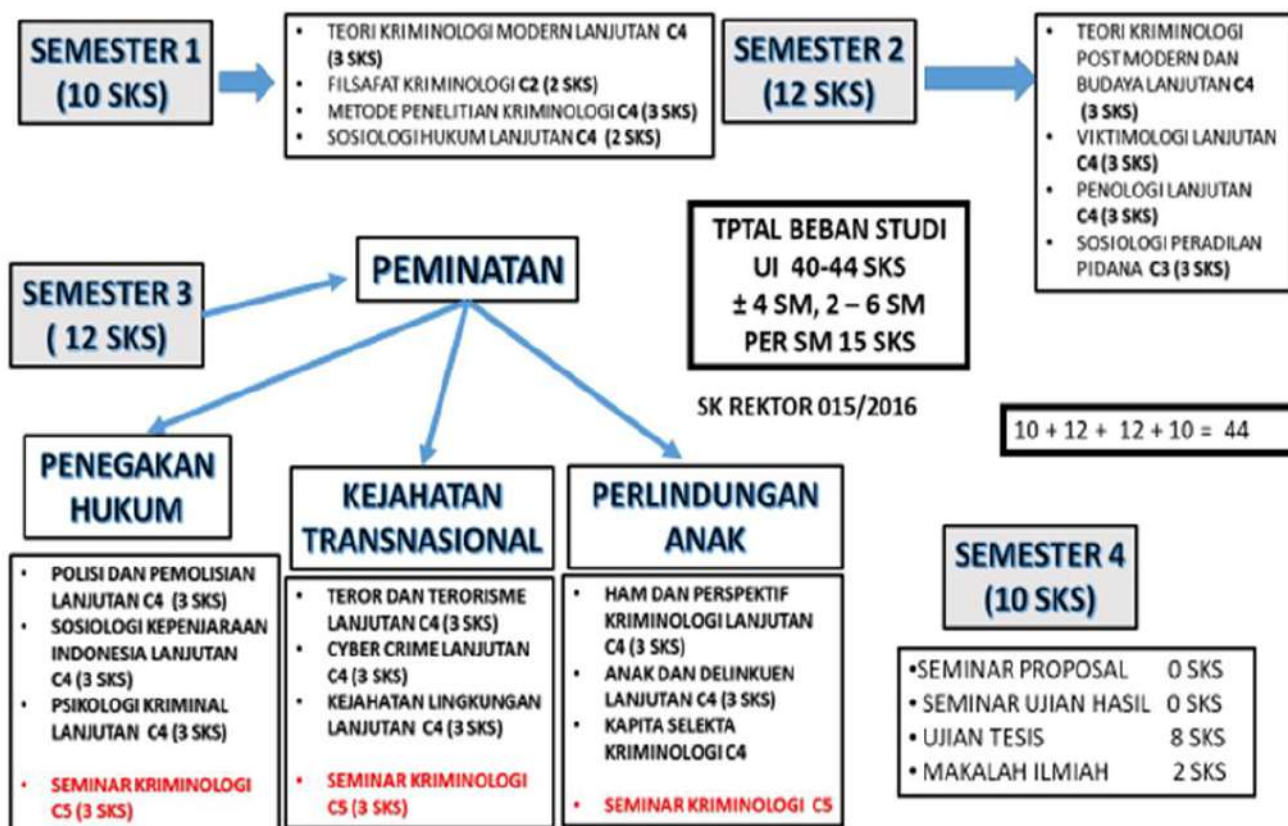 SEMESTER 1
(10 SKS)
• TEORI KRIMINOLOGI MODERN LANJUTAN C4
(3 SKS)
• FILSAFAT KRIMINOLOGI C2 (2 SKS)
• METODE PENELITIAN KRIMINOLOGI C4 (3 SKS)
• SOSIOLOGI HUKUM LANJUTAN C4 (2 SKS)
SEMESTER 2
(12 SKS)
• TEORI KRIMINOLOGI
POST MODERN DAN
BUDAYA LANJUTAN C4
(3 SKS)
• VIKTIMOLOGI LANJUTAN
C4 (3 SKS)
• PENOLOGI LANJUTAN
C4 (3 SKS)
• SOSIOLOGI PERADILAN
PIDANA C3 (3 SKS)
SEMESTER 3
( 12 SKS)
PEMINATAN
TPTAL BEBAN STUDI
UI 40-44 SKS
± 4 SM, 2 – 6 SM
PER SM 15 SKS
SK REKTOR 015/2016
10 + 12 + 12 + 10 = 44
PENEGAKAN
HUKUM
• POLISI DAN PEMOLISIAN
LANJUTAN C4 (3 SKS)
• SOSIOLOGI KEPENJARAAN
INDONESIA LANJUTAN
C4 (3 SKS)
• PSIKOLOGI KRIMINAL
LANJUTAN C4 (3 SKS)
• SEMINAR KRIMINOLOGI
C5 (3 SKS)
KEJAHATAN
TRANSNASIONAL
• TEROR DAN TERORISME
LANJUTAN C4 (3 SKS)
• CYBER CRIME LANJUTAN
C4 (3 SKS)
• KEJAHATAN LINGKUNGAN
LANJUTAN C4 (3 SKS)
• SEMINAR KRIMINOLOGI
C5 (3 SKS)
PERLINDUNGAN
ANAK
• HAM DAN PERSPEKTIF
KRIMINOLOGI LANJUTAN
C4 (3 SKS)
• ANAK DAN DELINKUEN
LANJUTAN C4 (3 SKS)
• KAPITA SELEKTA
KRIMINOLOGI C4
• SEMINAR KRIMINOLOGI C5
SEMESTER 4
(10 SKS)
•SEMINAR PROPOSAL 0 SKS
• SEMINAR UJIAN HASIL 0 SKS
• UJIAN TESIS 8 SKS
• MAKALAH ILMIAH 2 SKS